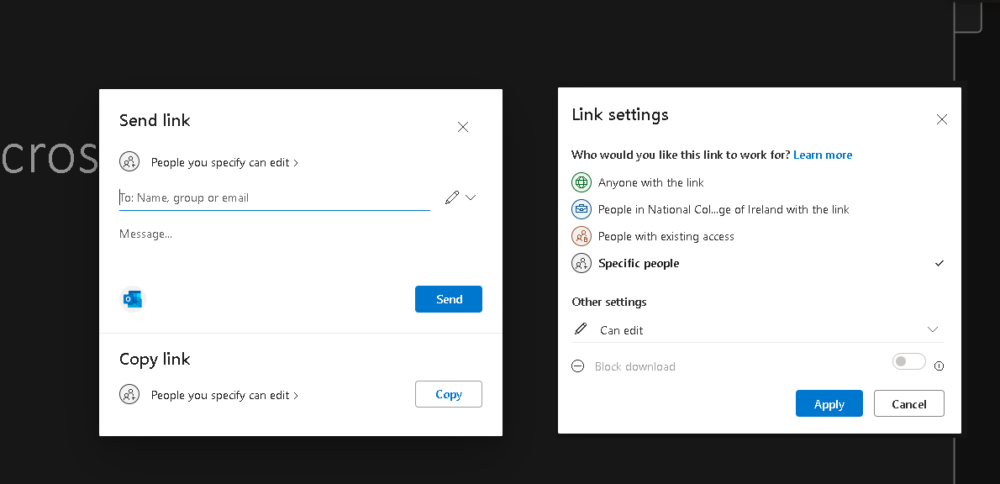 cros
Send link
People you specify can edit >
To: Name, group or email
Message...
Send
Copy link
People you specify can edit >
Copy
Link settings
Who would you like this link to work for? Learn more
Anyone with the link
People in National Col...ge of Ireland with the link
People with existing access
Specific people
Other settings
Can edit
Block download
Apply
Cancel